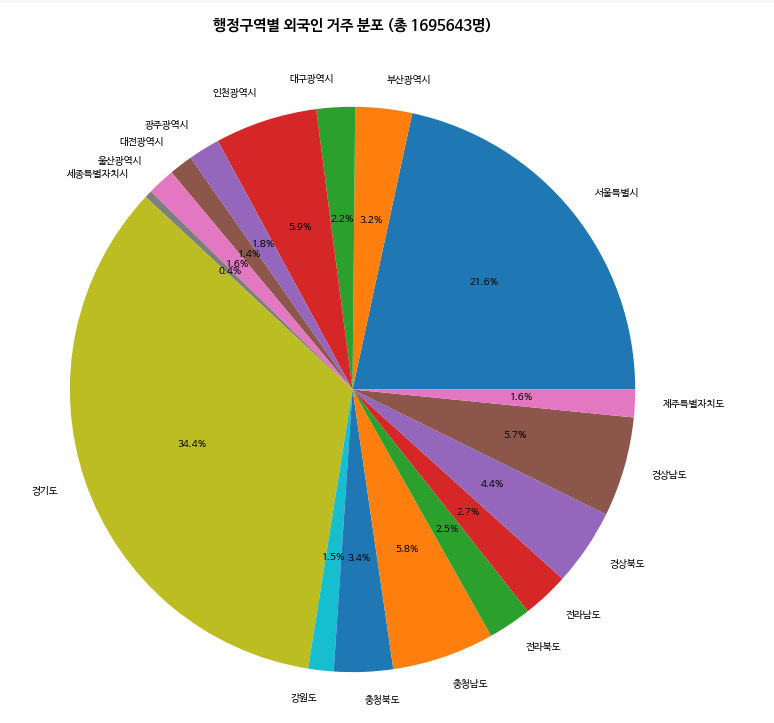 행정구역별 외국인 거주 분포 (총 1695643명)
대구광역시
부산광역시
인천광역시
광주광역시
대전광역시
울산광역시
세종특별자치시
서울특별시
2.2%
3.2%
5.9%
1.8%
1.4%
1.6%
0.4%
21.6%
1.6%
제주특별자치도
5.7%
34.4%
경상남도
4.4%
경기도
2.7%
2.5%
5.8%
1.5%
3.4%
경상북도
전라남도
전라북도
충청남도
강원도
충청북도